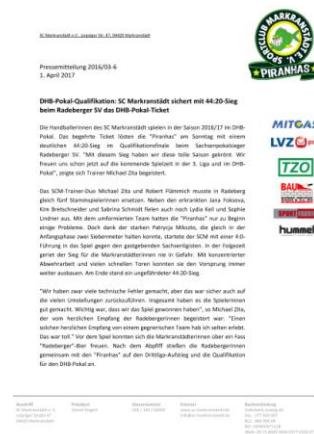 SC Markranstädt e.V., Leipziger Str. 47, 04420 Markranstädt
SPORTCLUB MARKRANSTÄDT E.V.
PIRANHAS
Pressemitteilung 2016/03-6
1. April 2017
DHB-Pokal-Qualifikation: SC Markranstädt sichert mit 44:20-Sieg
beim Radeberger SV das DHB-Pokal-Ticket
Die Handballerinnen des SC Markranstädt spielen in der Saison 2016/17 im DHB-
Pokal. Das begehrte Ticket lösten die "Piranhas" am Sonntag mit einem
deutlichen 44:20-Sieg im Qualifikationsfinale beim Sachsenpokalsieger
Radeberger SV. "Mit diesem Sieg haben wir diese tolle Saison gekrönt. Wir
freuen uns schon jetzt auf die kommende Spielzeit in der 3. Liga und im DHB-
Pokal", zeigte sich Trainer Michael Zita begeistert.
Das SCM-Trainer-Duo Michael Zita und Robert Flämmich musste in Radeberg
gleich fünf Stammspielerinnen ersetzen. Neben den erkrankten Jana Fokusova,
Kim Bretschneider und Sabrina Schmidt fielen auch noch Lydia Keil und Sophie
Lindner aus. Mit dem umformierten Team hatten die "Piranhas" nur zu Beginn
einige Probleme. Doch dank der starken Patrycja Mikszto, die gleich in der
Anfangsphase zwei Siebenmeter halten konnte, startete der SCM mit einer 4:0-
Führung in das Spiel gegen den gastgebenden Sachsenligisten. In der Folgezeit
geriet der Sieg für die Markranstädterinnen nie in Gefahr. Mit konzentrierter
Abwehrarbeit und vielen schnellen Toren konnten sie den Vorsprung immer
weiter ausbauen. Am Ende stand ein ungefährdeter 44:20-Sieg.
"Wir haben zwar viele technische Fehler gemacht, aber das war sicher auch auf
die vielen Umstellungen zurückzuführen. Insgesamt haben es die Spielerinnen
gut gemacht. Wichtig war, dass wir das Spiel gewonnen haben", so Michael Zita,
der vom herzlichen Empfang der Radebergerinnen begeistert war: "Einen
solchen herzlichen Empfang von einem gegnerischen Team hab ich selten erlebt.
Das war toll." Vor dem Spiel konnten sich die Markranstädterinnen über ein Fass
"Radeberger"-Bier freuen. Nach dem Abpfiff stießen die Radebergerinnen
gemeinsam mit den "Piranhas" auf den Drittliga-Aufstieg und die Qualifikation
für den DHB-Pokal an.
MITGAS
LVZ
TZO
BAU
SPORT
hummel
Anschrift
SC Markranstädt e. V.
Leipziger Straße 47
04420 Markranstädt